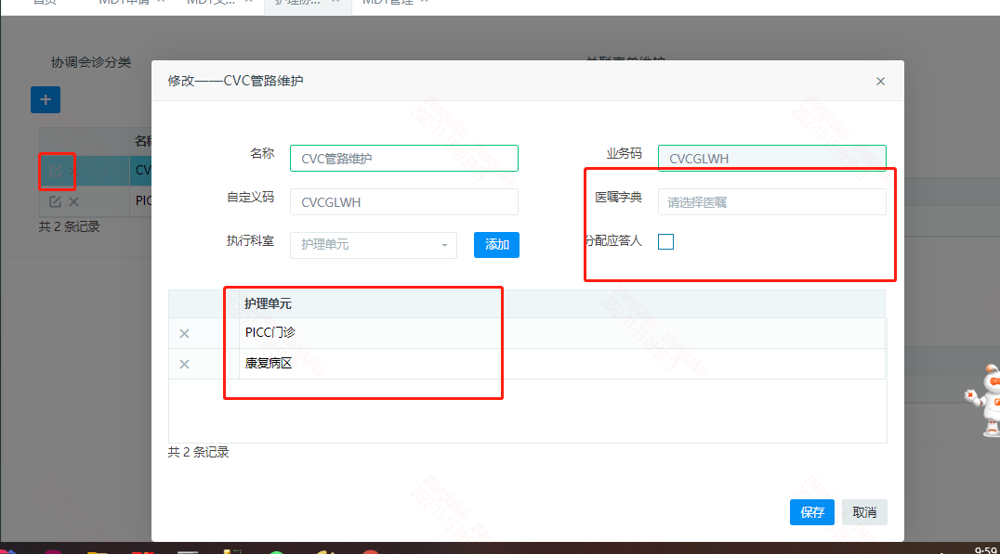 首页 MDT申请 MDT文... 护理协... MDT管理
协调会诊分类
修改——CVC管路维护
名称 CVC管路维护 业务码 CVCGLWH
自定义码 CVCGLWH 医嘱字典 请选择医嘱
执行科室 护理单元 添加 分配应答人
护理单元
PICC门诊
康复病区
共 2 条记录
保存 取消
名称
CV
PIC
共 2 条记录
9:59